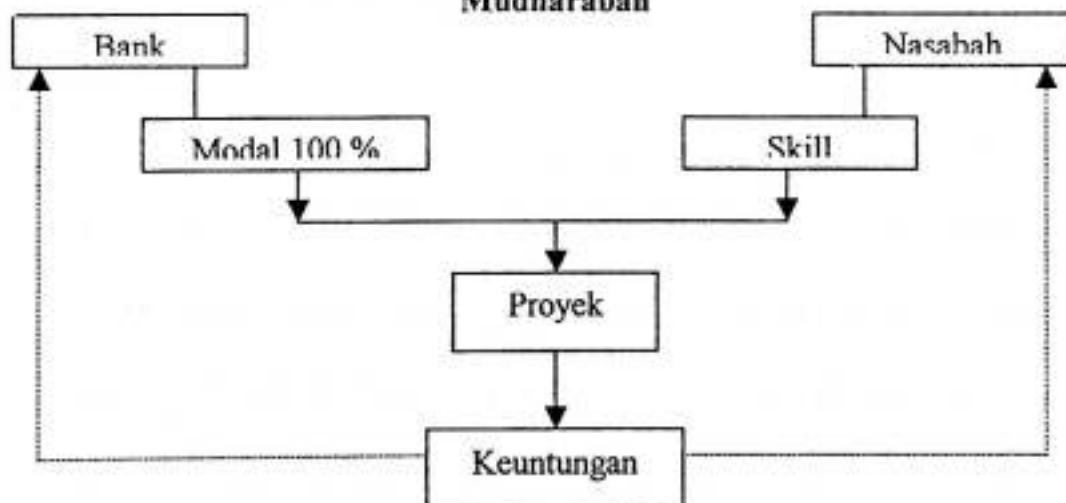 Mudharabah
Bank
Nasabah
Modal 100 %
Skill
Proyek
Keuntungan